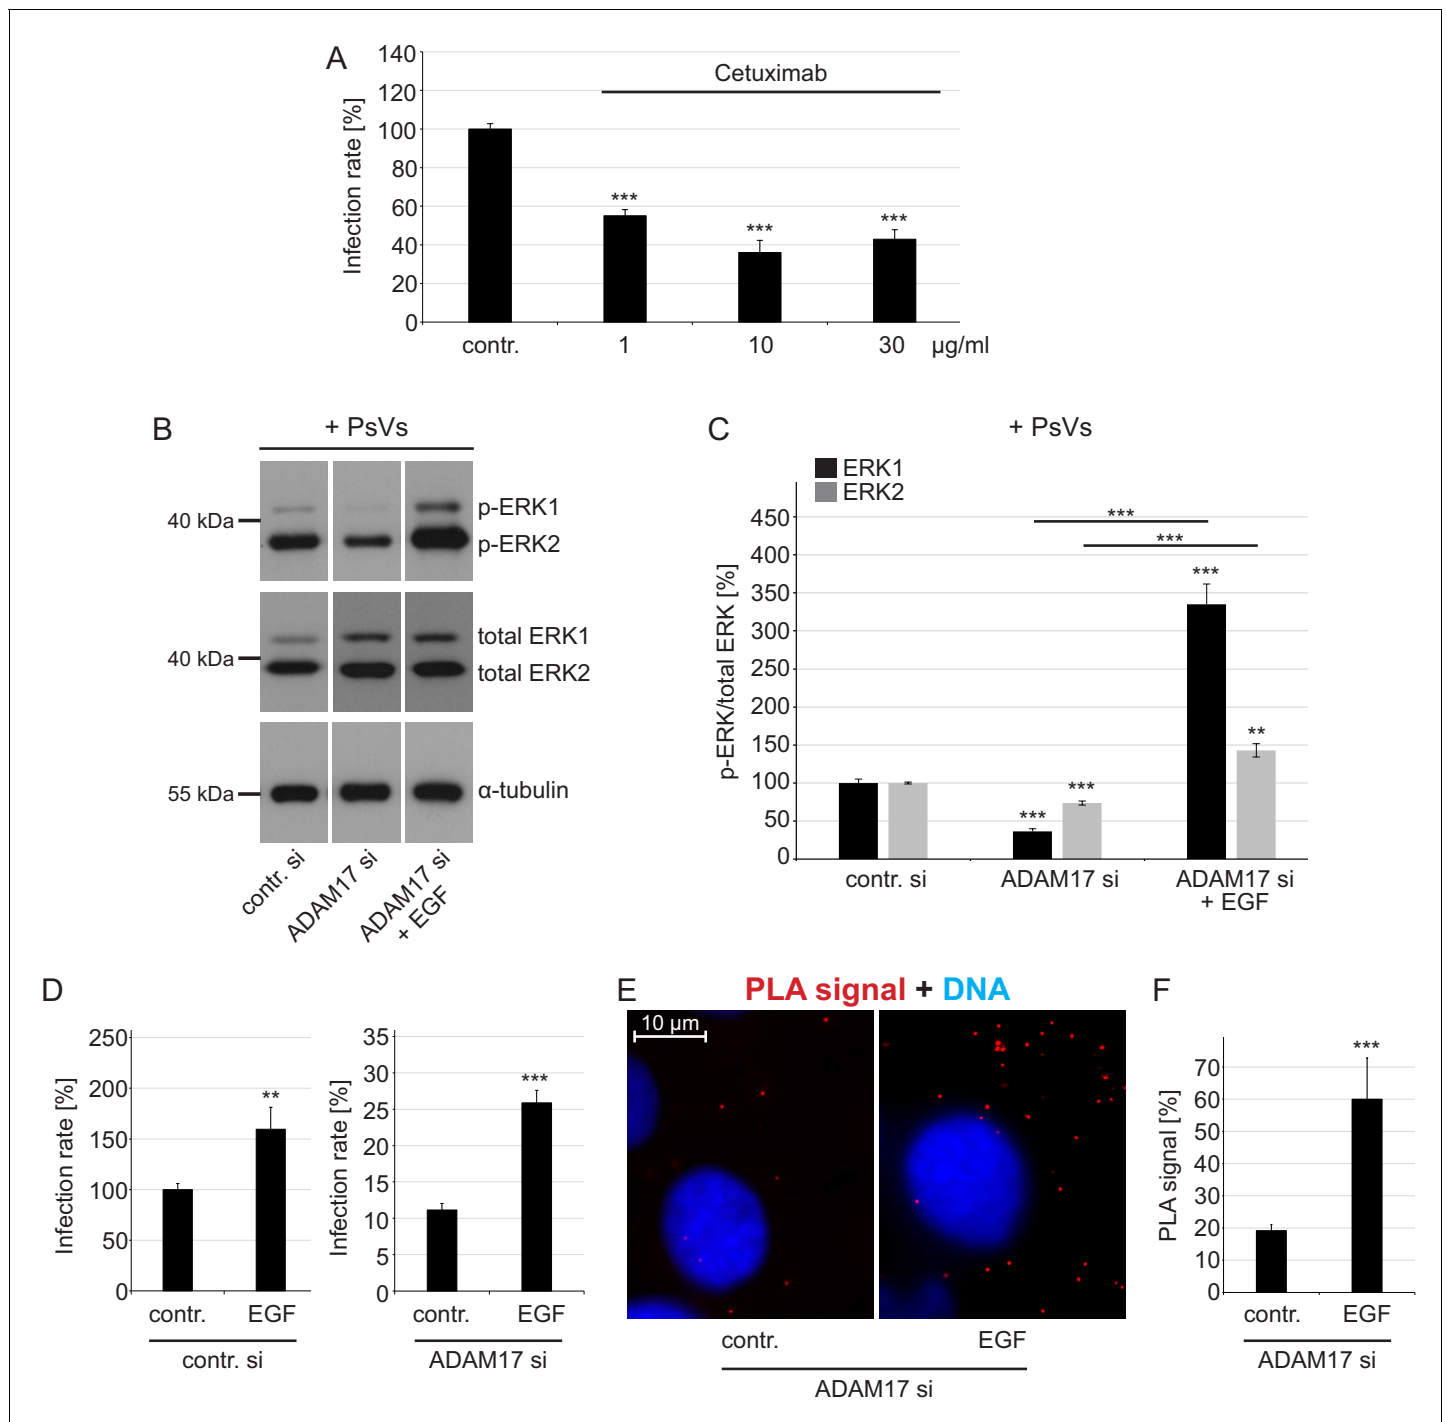 A
Infection rate [%]
140
120
100
80
60
40
20
0
Cetuximab
***
***
***
contr.
1
10
30
µg/ml
B
+ PsVs
40 kDa
p-ERK1
p-ERK2
40 kDa
total ERK1
total ERK2
55 kDa
α-tubulin
contr. si
ADAM17 si
ADAM17 si
+ EGF
C
+ PsVs
ERK1
ERK2
p-ERK/total ERK [%]
450
400
350
300
250
200
150
100
50
0
***
***
***
**
***
***
contr. si
ADAM17 si
ADAM17 si
+ EGF
D
Infection rate [%]
250
200
150
100
50
0
**
contr.
EGF
contr. si
Infection rate [%]
35
30
25
20
15
10
5
0
***
contr.
EGF
ADAM17 si
E
PLA signal + DNA
10 µm
contr.
EGF
ADAM17 si
F
PLA signal [%]
70
60
50
40
30
20
10
0
***
contr.
EGF
ADAM17 si